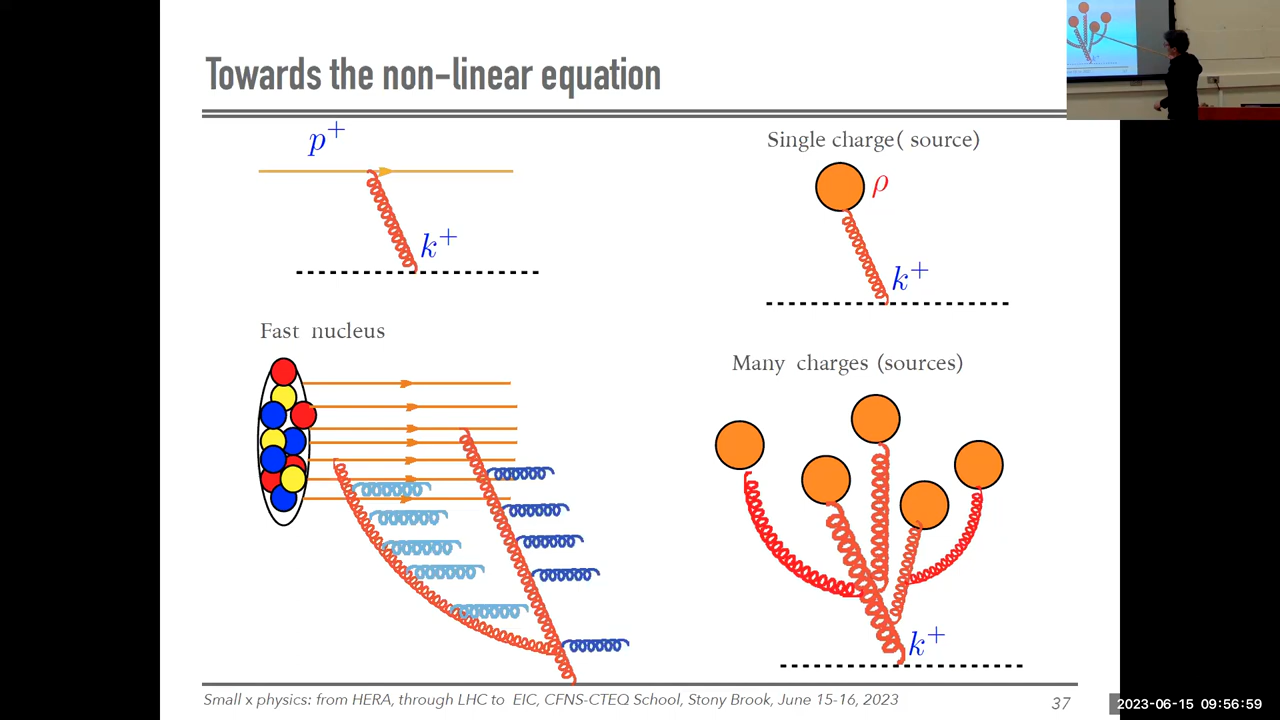 Towards the non-linear equation
p+
k+
Single charge( source)
ρ
k+
Fast nucleus
Many charges (sources)
k+
Small x physics: from HERA, through LHC to EIC, CFNS-CTEQ School, Stony Brook, June 15-16, 2023
37
2023-06-15 09:56:59